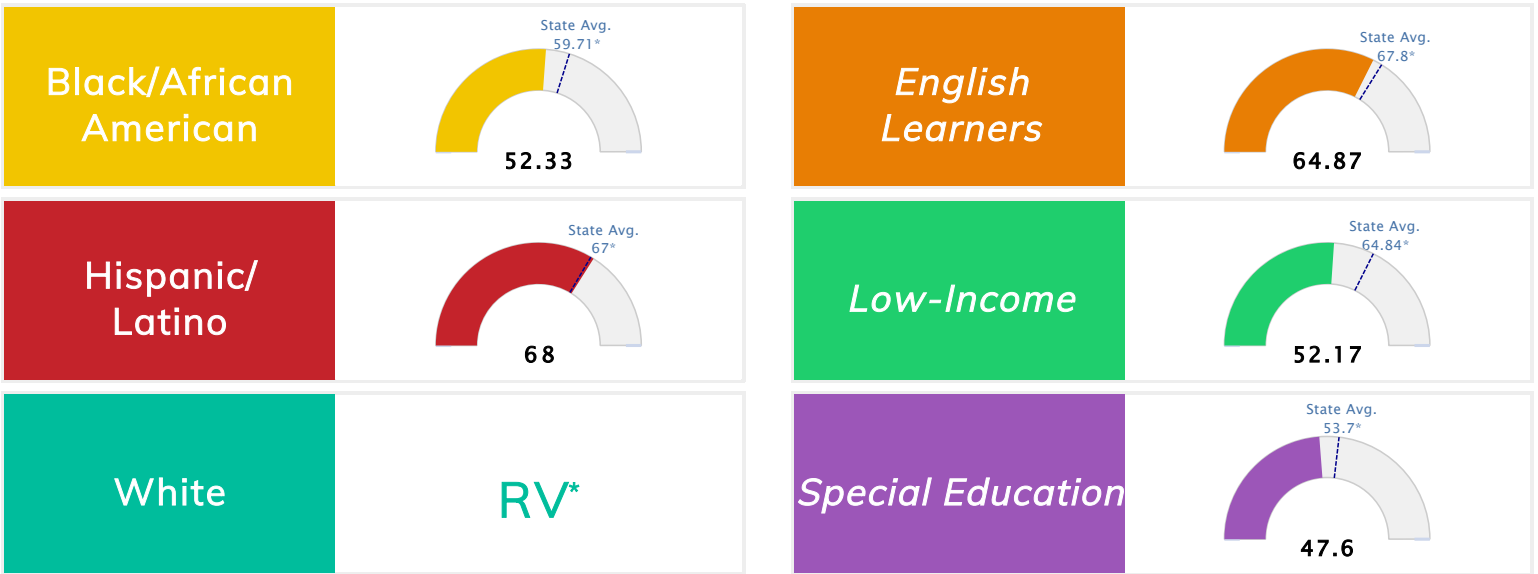 Black/African
American
State Avg.
59.71*
52.33
English
Learners
State Avg.
67.8*
64.87
Hispanic/
Latino
State Avg.
67*
68
Low-Income
State Avg.
64.84*
52.17
White
RV*
Special Education
State Avg.
53.7*
47.6